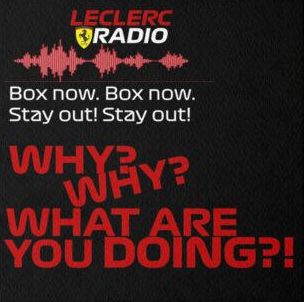 LECLERC
RADIO
Box now. Box now.
Stay out! Stay out!
WHY?
WHY?
WHAT ARE
YOU DOING?!